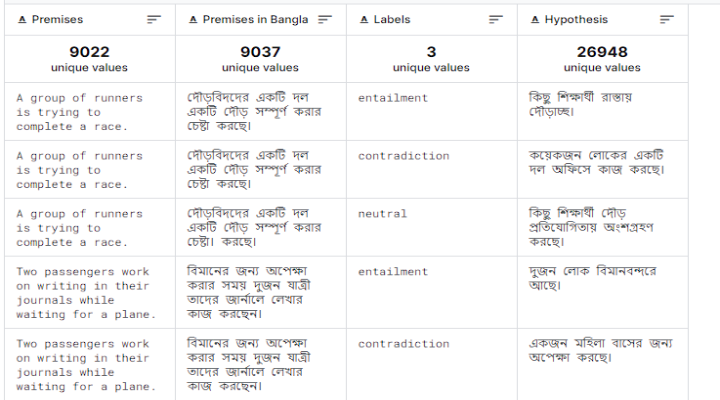 Premises Premises in Bangla Labels Hypothesis
9022 9037 3 26948
unique values unique values unique values unique values
A group of runners
is trying to
complete a race.
দৌড়বিদদের একটি দল
একটি দৌড় সম্পূর্ণ করার
চেষ্টা করছে।
entailment
কিছু শিক্ষার্থী রাস্তায়
দৌড়াচ্ছে।
A group of runners
is trying to
complete a race.
দৌড়বিদদের একটি দল
একটি দৌড় সম্পূর্ণ করার
চেষ্টা করছে।
contradiction
কয়েকজন লোকের একটি
দল অফিসে কাজ করছে।
A group of runners
is trying to
complete a race.
দৌড়বিদদের একটি দল
একটি দৌড় সম্পূর্ণ করার
চেষ্টা। করছে।
neutral
কিছু শিক্ষার্থী দৌড়
প্রতিযোগিতায় অংশগ্রহণ
করছে।
Two passengers work
on writing in their
journals while
waiting for a plane.
বিমানের জন্য অপেক্ষা
করার সময় দুজন যাত্রী
তাদের জার্নালে লেখার
কাজ করছেন।
entailment
দুজন লোক বিমানবন্দরে
আছে।
Two passengers work
on writing in their
journals while
waiting for a plane.
বিমানের জন্য অপেক্ষা
করার সময় দুজন যাত্রী
তাদের জার্নালে লেখার
কাজ করছেন।
contradiction
একজন মহিলা বাসের জন্য
অপেক্ষা করছে।